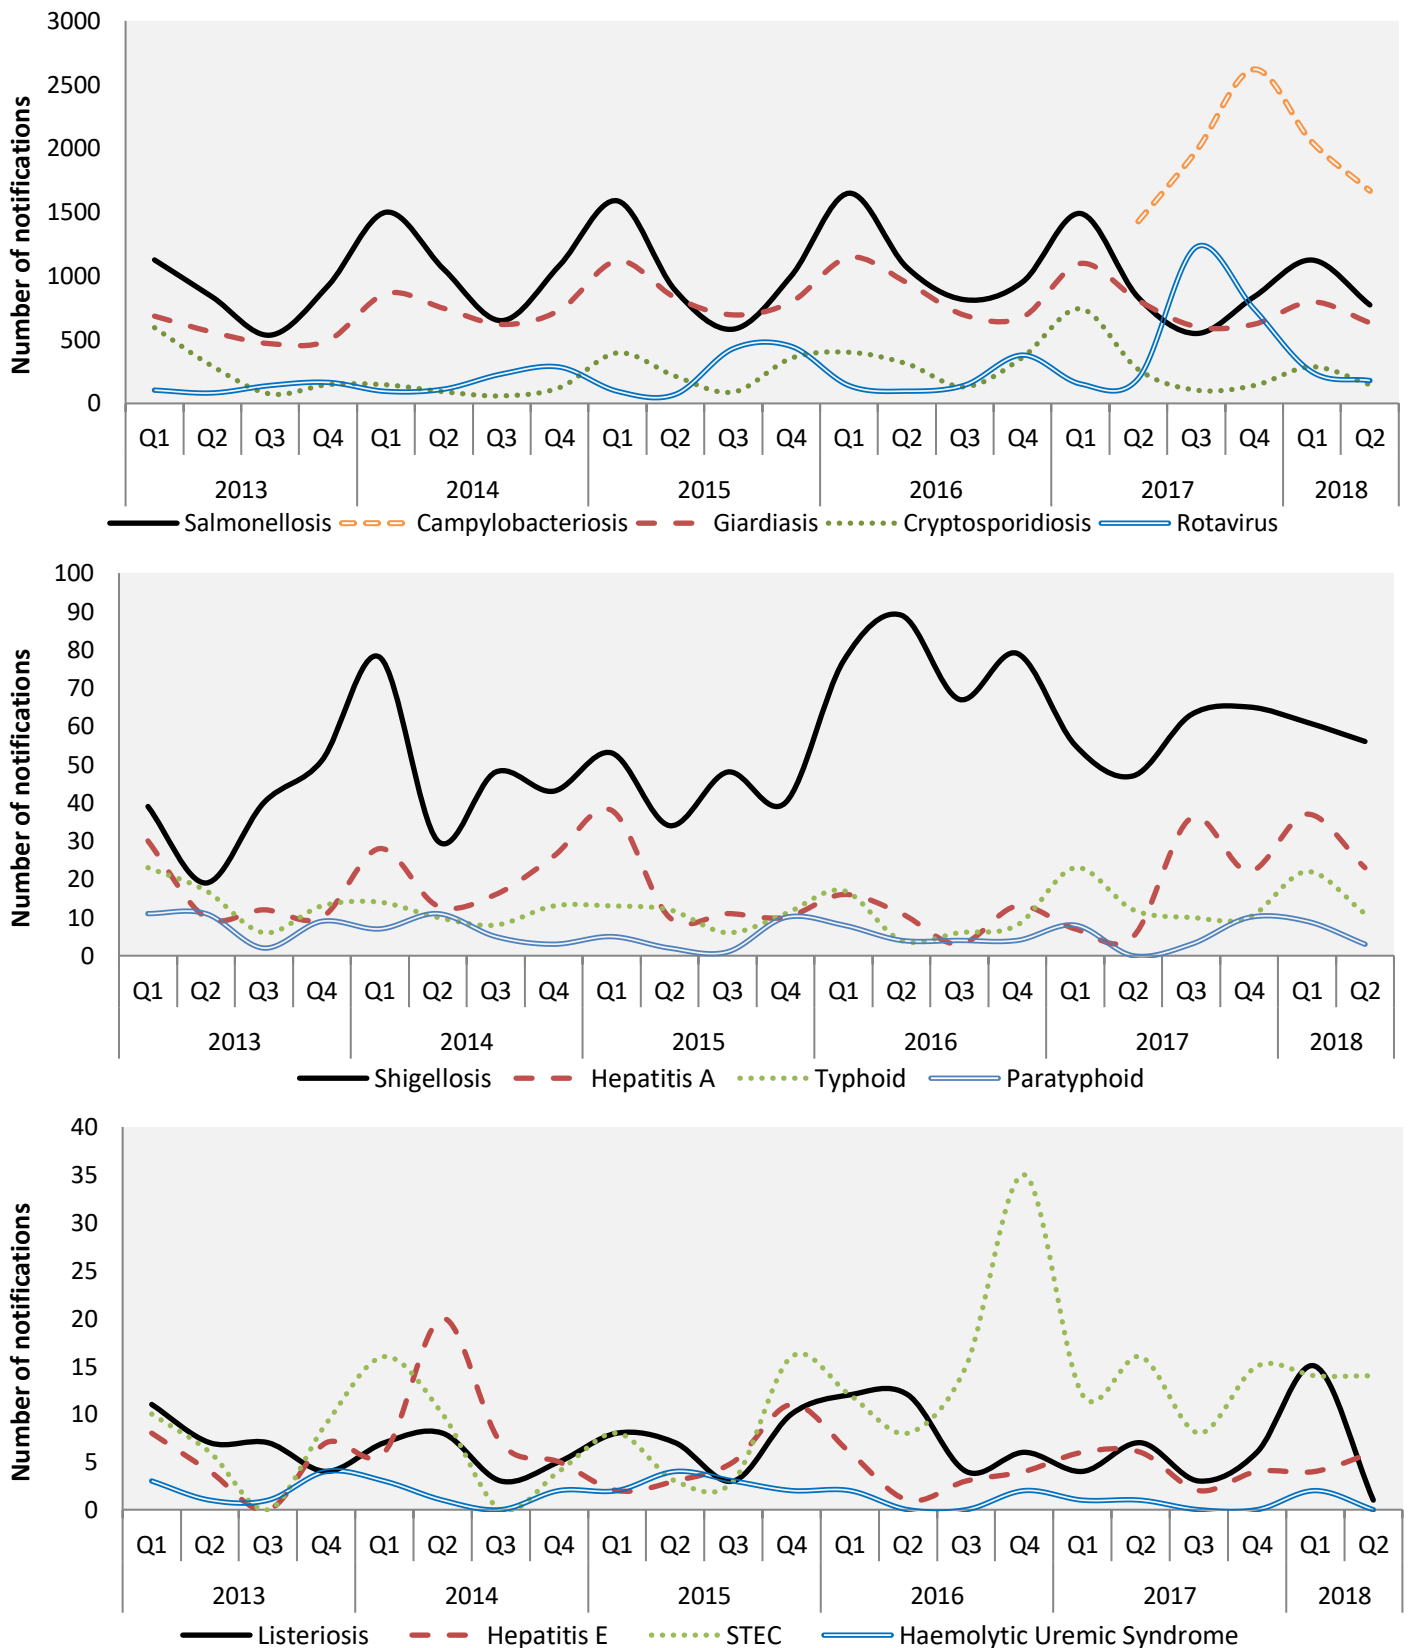 3000
2500
2000
1500
1000
500
0
Number of notifications
Q1 Q2 Q3 Q4 Q1 Q2 Q3 Q4 Q1 Q2 Q3 Q4 Q1 Q2 Q3 Q4 Q1 Q2 Q3 Q4 Q1 Q2
2013 2014 2015 2016 2017 2018
Salmonellosis Campylobacteriosis Giardiasis Cryptosporidiosis Rotavirus
100
90
80
70
60
50
40
30
20
10
0
Number of notifications
Q1 Q2 Q3 Q4 Q1 Q2 Q3 Q4 Q1 Q2 Q3 Q4 Q1 Q2 Q3 Q4 Q1 Q2 Q3 Q4 Q1 Q2
2013 2014 2015 2016 2017 2018
Shigellosis Hepatitis A Typhoid Paratyphoid
40
35
30
25
20
15
10
5
0
Number of notifications
Q1 Q2 Q3 Q4 Q1 Q2 Q3 Q4 Q1 Q2 Q3 Q4 Q1 Q2 Q3 Q4 Q1 Q2 Q3 Q4 Q1 Q2
2013 2014 2015 2016 2017 2018
Listeriosis Hepatitis E STEC Haemolytic Uremic Syndrome